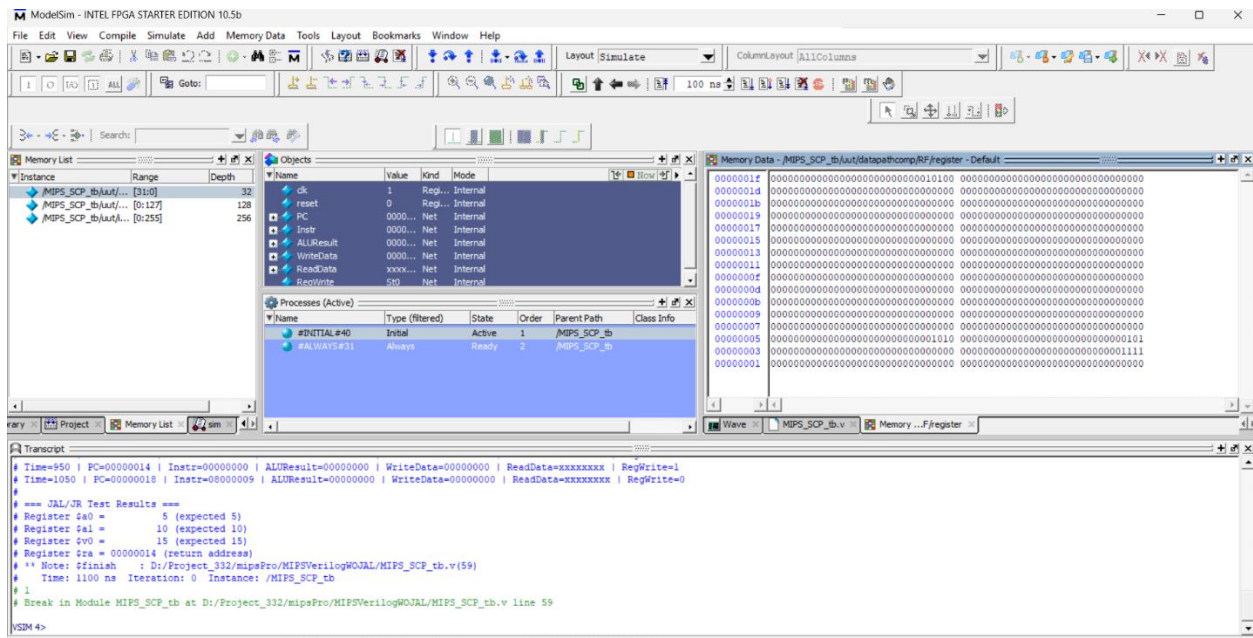 ModelSim - INTEL FPGA STARTER EDITION 10.5b
File Edit View Compile Simulate Add Memory Data Tools Layout Bookmarks Window Help
Layout Simulate
ColumnLayout AllColumns
Goto:
100 ns
Search:
Memory List
Instance Range Depth
/MIPS_SCP_tb/uut/... [31:0] 32
/MIPS_SCP_tb/uut/... [0:127] 128
/MIPS_SCP_tb/uut/i... [0:255] 256
Objects
Name Value Kind Mode Now
clk 1 Regi... Internal
reset 0 Regi... Internal
PC 0000... Net Internal
Instr 0000... Net Internal
ALUResult 0000... Net Internal
WriteData 0000... Net Internal
ReadData xxxx... Net Internal
RegWrite St0 Net Internal
Processes (Active)
Name Type (filtered) State Order Parent Path Class Info
#INITIAL#40 Initial Active 1 /MIPS_SCP_tb
#ALWAYS#31 Always Ready 2 /MIPS_SCP_tb
Memory Data - /MIPS_SCP_tb/uut/datapathcomp/RF/register - Default
0000001f 00000000000000000000000000010100 00000000000000000000000000000000
0000001d 00000000000000000000000000000000 00000000000000000000000000000000
0000001b 00000000000000000000000000000000 00000000000000000000000000000000
00000019 00000000000000000000000000000000 00000000000000000000000000000000
00000017 00000000000000000000000000000000 00000000000000000000000000000000
00000015 00000000000000000000000000000000 00000000000000000000000000000000
00000013 00000000000000000000000000000000 00000000000000000000000000000000
00000011 00000000000000000000000000000000 00000000000000000000000000000000
0000000f 00000000000000000000000000000000 00000000000000000000000000000000
0000000d 00000000000000000000000000000000 00000000000000000000000000000000
0000000b 00000000000000000000000000000000 00000000000000000000000000000000
00000009 00000000000000000000000000000000 00000000000000000000000000000000
00000007 00000000000000000000000000000000 00000000000000000000000000000000
00000005 00000000000000000000000000001010 00000000000000000000000000000101
00000003 00000000000000000000000000000000 00000000000000000000000000001111
00000001 00000000000000000000000000000000 00000000000000000000000000000000
rary Project Memory List sim
Wave MIPS_SCP_tb.v Memory ...F/register
Transcript
# Time=950 | PC=00000014 | Instr=00000000 | ALUResult=00000000 | WriteData=00000000 | ReadData=xxxxxxxx | RegWrite=1
# Time=1050 | PC=00000018 | Instr=08000009 | ALUResult=00000000 | WriteData=00000000 | ReadData=xxxxxxxx | RegWrite=0
#
# === JAL/JR Test Results ===
# Register $a0 = 5 (expected 5)
# Register $a1 = 10 (expected 10)
# Register $v0 = 15 (expected 15)
# Register $ra = 00000014 (return address)
# ** Note: $finish : D:/Project_332/mipsPro/MIPSVerilogWOJAL/MIPS_SCP_tb.v(59)
# Time: 1100 ns Iteration: 0 Instance: /MIPS_SCP_tb
# 1
# Break in Module MIPS_SCP_tb at D:/Project_332/mipsPro/MIPSVerilogWOJAL/MIPS_SCP_tb.v line 59
VSIM 4>